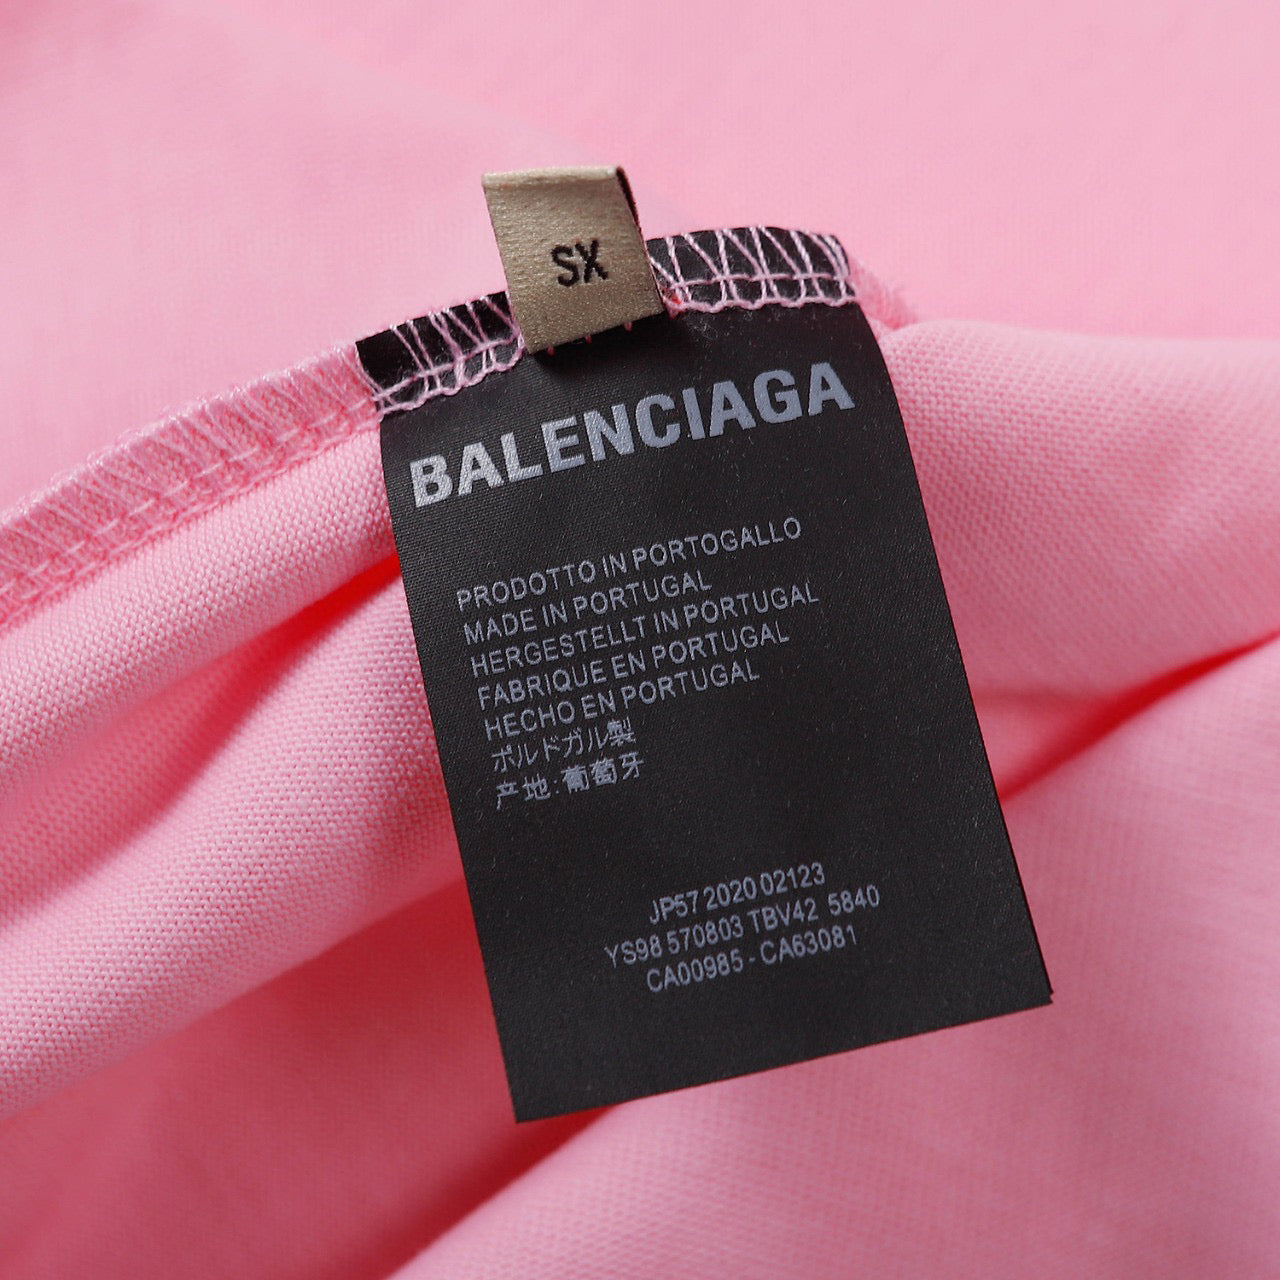 SX
BALENCIAGA
PRODOTTO IN PORTOGALLO
MADE IN PORTUGAL
HERGESTELLT IN PORTUGAL
FABRIQUE EN PORTUGAL
HECHO EN PORTUGAL
ポルドガル製
产地:葡萄牙
JP57 2020 02123
YS98 570803 TBV42 5840
CA00985 - CA63081